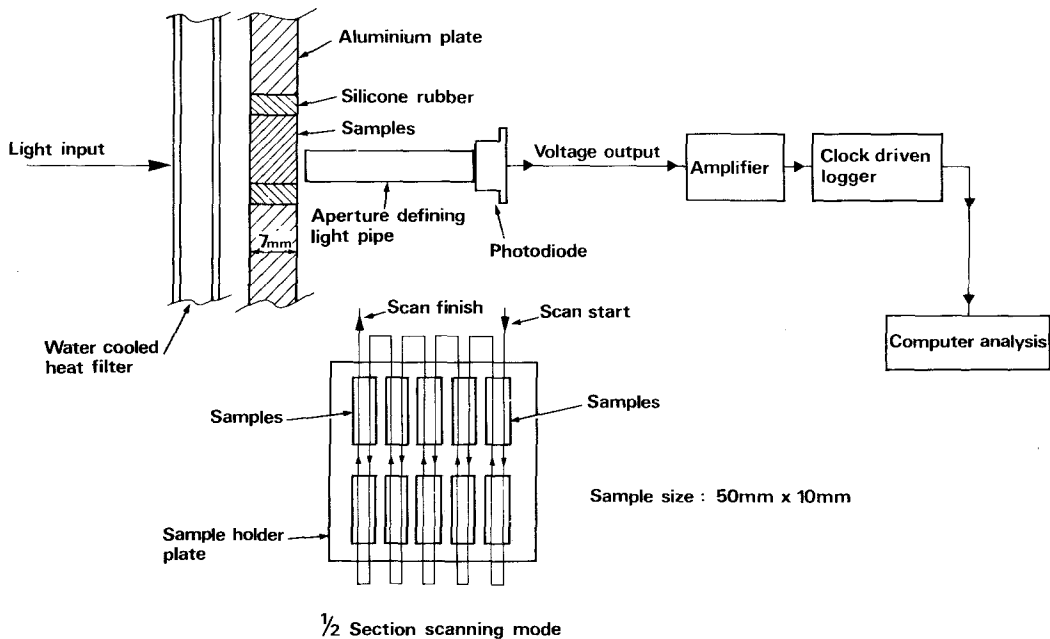 Aluminium plate
Silicone rubber
Samples
Light input
Voltage output
Amplifier
Clock driven
logger
Aperture defining
light pipe
7mm
Photodiode
Scan finish
Scan start
Water cooled
heat filter
Computer analysis
Samples
Samples
Sample size : 50mm x 10mm
Sample holder
plate
½ Section scanning mode